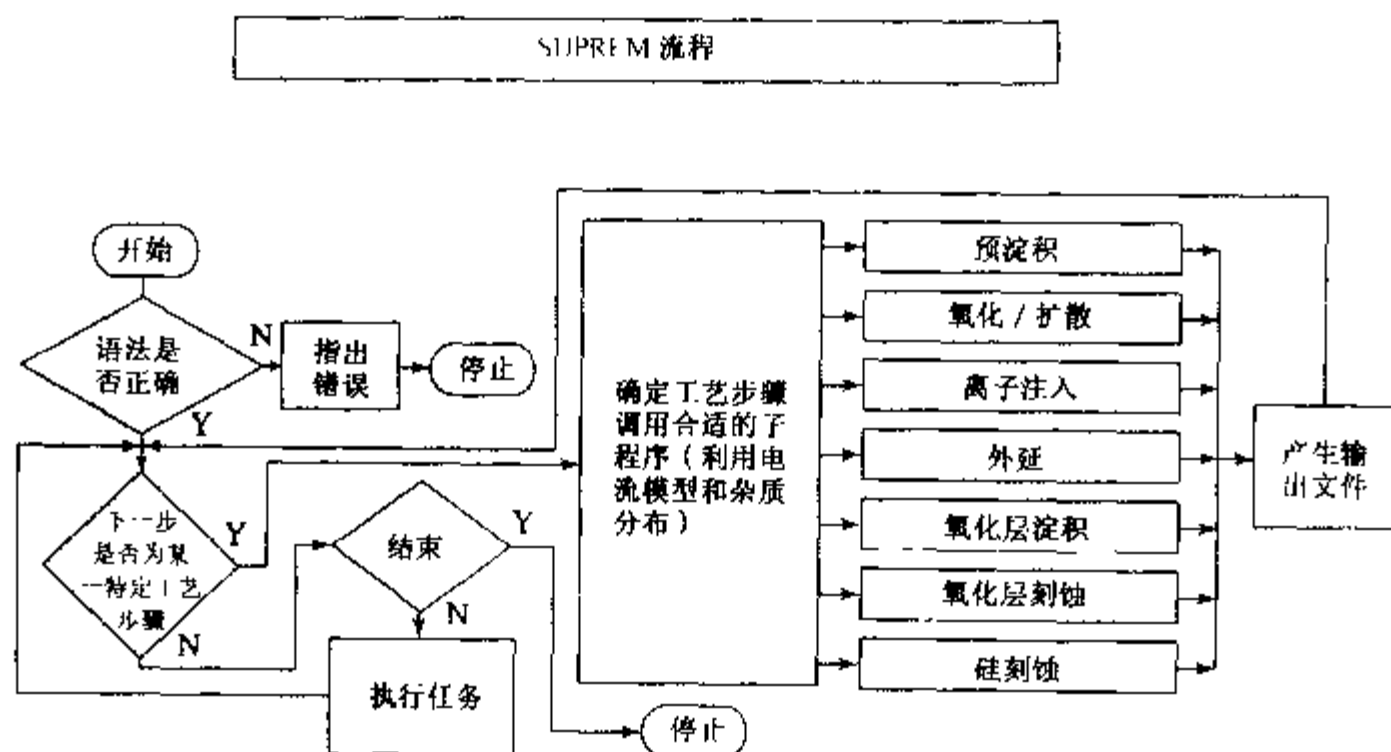 SUPREM 流程
开始
语法是
否正确
N
指出
错误
停止
Y
下一步
是否为某
一特定工艺
步骤
Y
N
结束
Y
N
执行任务
停止
确定工艺步骤
调用合适的子
程序（利用电
流模型和杂质
分布）
预淀积
氧化 / 扩散
离子注入
外延
氧化层淀积
氧化层刻蚀
硅刻蚀
产生输
出文件